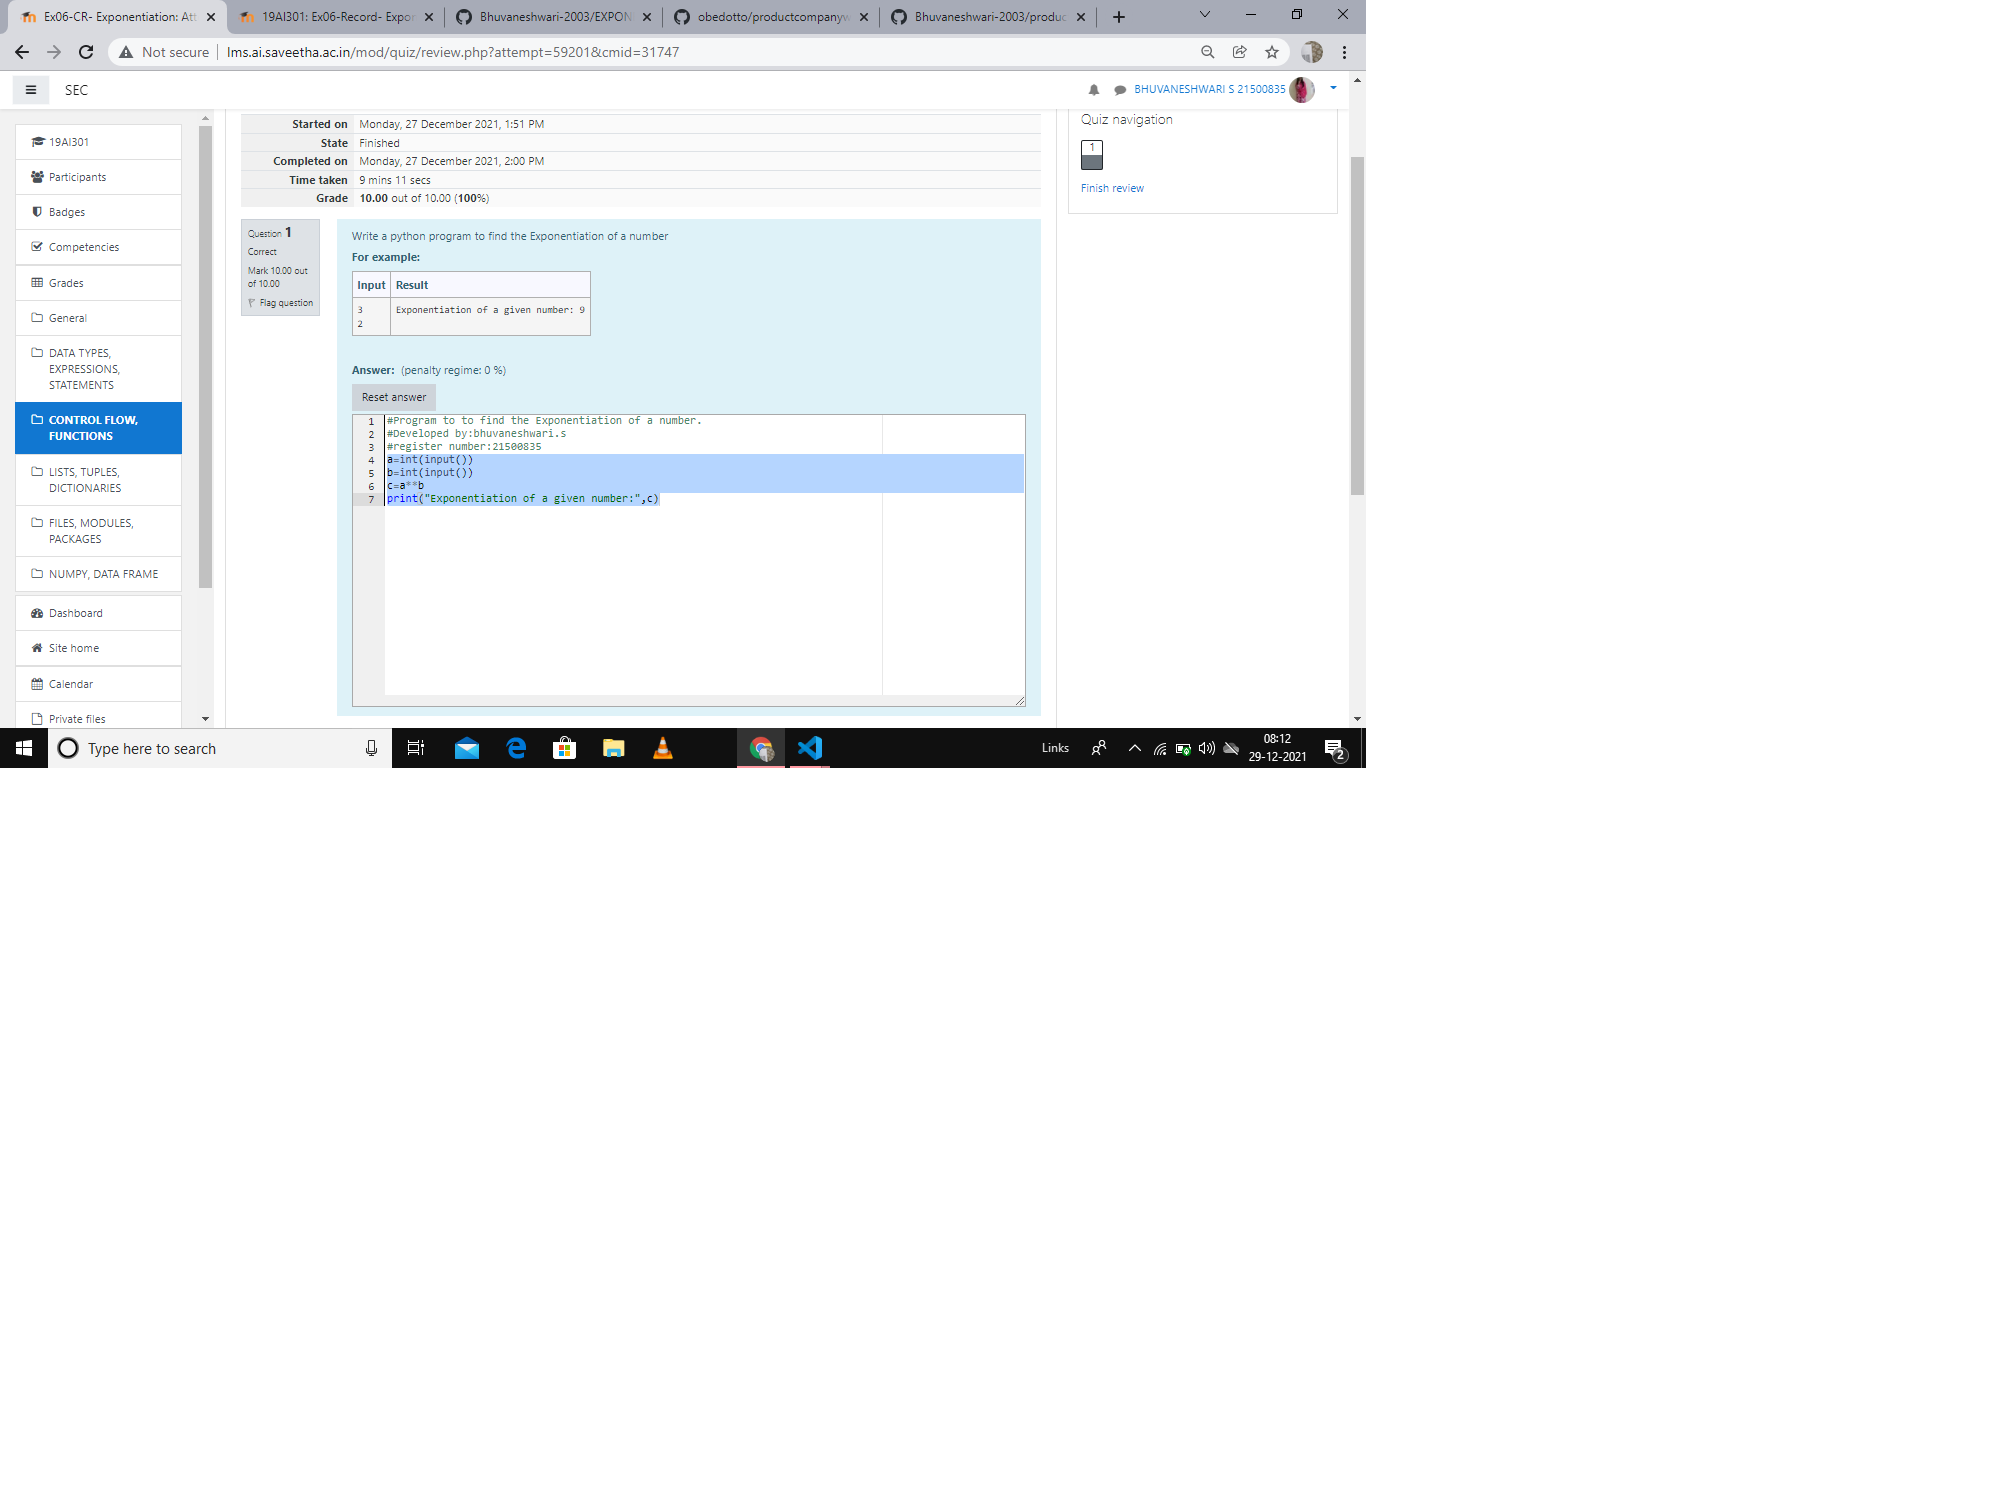 Ex06-CR- Exponentiation: Att
19AI301: Ex06-Record- Expon
Bhuvaneshwari-2003/EXPON
obedotto/productcompanyw
Bhuvaneshwari-2003/produc
Not secure
lms.ai.saveetha.ac.in/mod/quiz/review.php?attempt=59201&cmid=31747
SEC
BHUVANESHWARI S 21500835
19AI301
Participants
Badges
Competencies
Grades
General
DATA TYPES,
EXPRESSIONS,
STATEMENTS
CONTROL FLOW,
FUNCTIONS
LISTS, TUPLES,
DICTIONARIES
FILES, MODULES,
PACKAGES
NUMPY, DATA FRAME
Dashboard
Site home
Calendar
Private files
Started on Monday, 27 December 2021, 1:51 PM
State Finished
Completed on Monday, 27 December 2021, 2:00 PM
Time taken 9 mins 11 secs
Grade 10.00 out of 10.00 (100%)
Question 1
Correct
Mark 10.00 out
of 10.00
Flag question
Write a python program to find the Exponentiation of a number
For example:
Input Result
3 Exponentiation of a given number: 9
2
Answer: (penalty regime: 0 %)
Reset answer
1 #Program to to find the Exponentiation of a number.
2 #Developed by:bhuvaneshwari.s
3 #register number:21500835
4 a=int(input())
5 b=int(input())
6 c=a**b
7 print("Exponentiation of a given number:",c)
Quiz navigation
1
Finish review
Type here to search
Links
08:12
29-12-2021
2